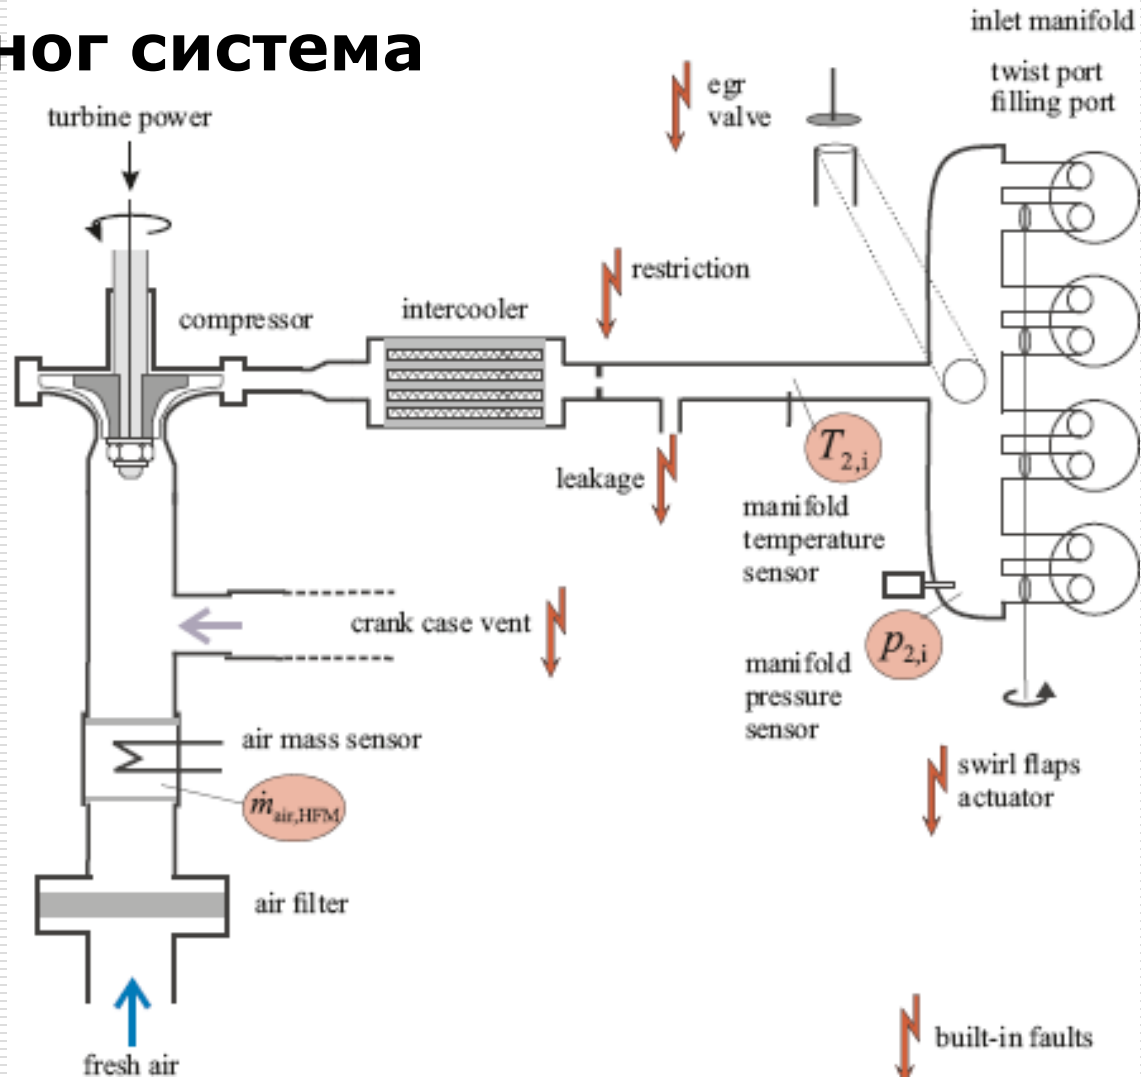 ног система
inlet manifold
twist port
filling port
egr
valve
turbine power
restriction
intercooler
compressor
T2,i
leakage
manifold
temperature
sensor
crank case vent
p2,i
manifold
pressure
sensor
air mass sensor
swirl flaps
actuator
ṁair,HFM
air filter
built-in faults
fresh air